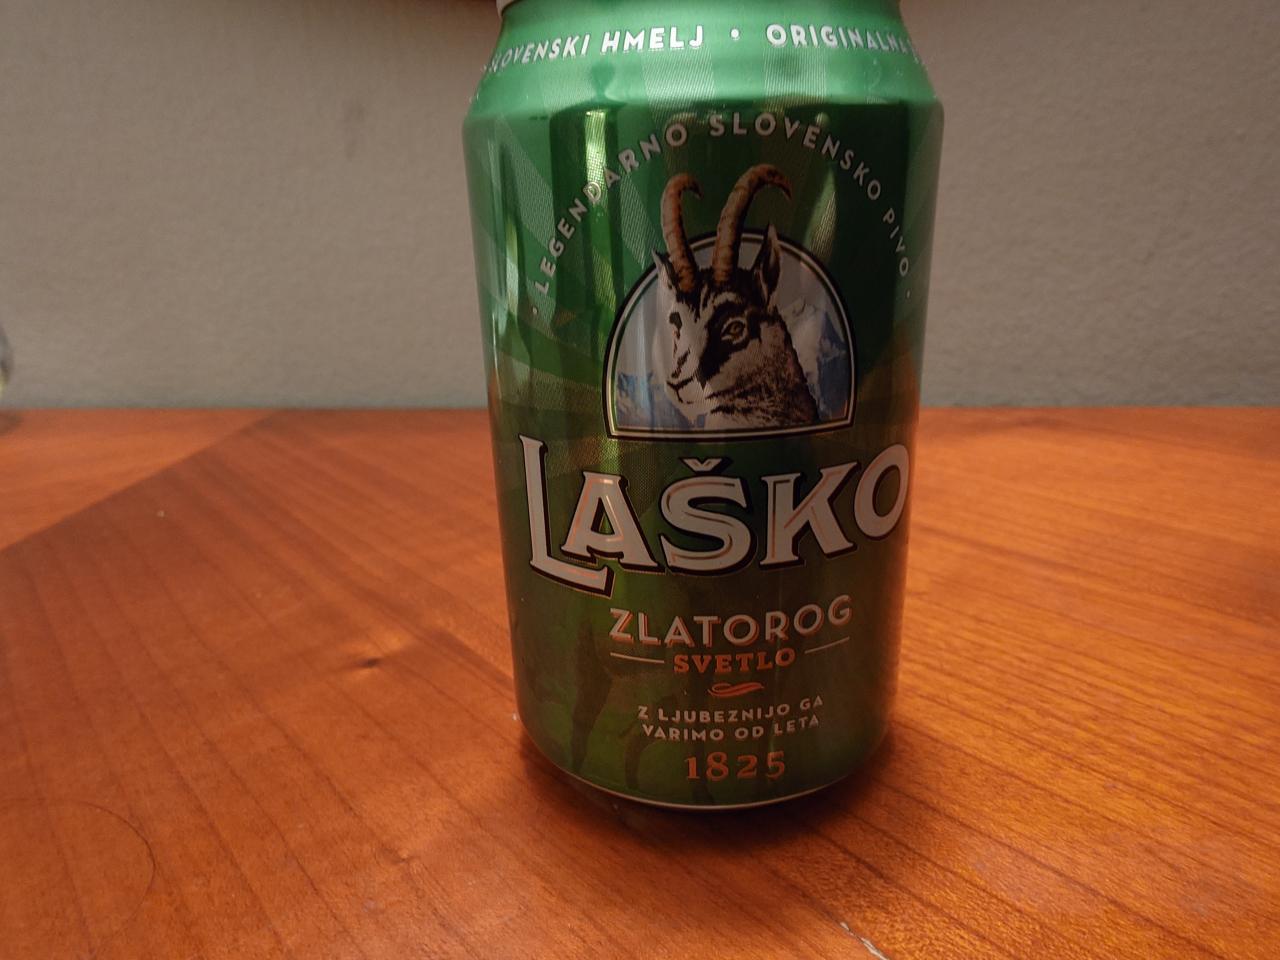 SLOVENSKI HMELJ • ORIGINALNA
· LEGENDARNO SLOVENSKO PIVO ·
LAŠKO
ZLATOROG
SVETLO
Z LJUBEZNIJO GA
VARIMO OD LETA
1825